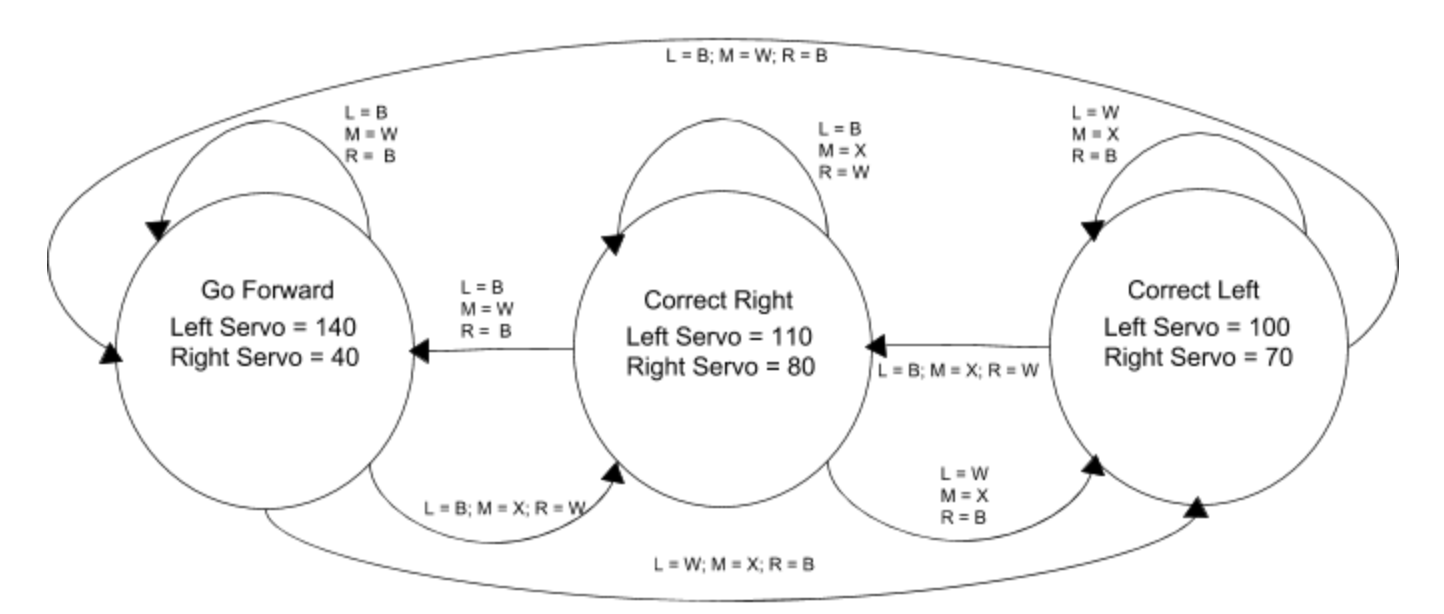 L = B; M = W; R = B
L = B
M = W
R = B
L = B
M = X
R = W
L = W
M = X
R = B
Go Forward
Left Servo = 140
Right Servo = 40
L = B
M = W
R = B
Correct Right
Left Servo = 110
Right Servo = 80
L = B; M = X; R = W
Correct Left
Left Servo = 100
Right Servo = 70
L = B; M = X; R = W
L = W
M = X
R = B
L = W; M = X; R = B